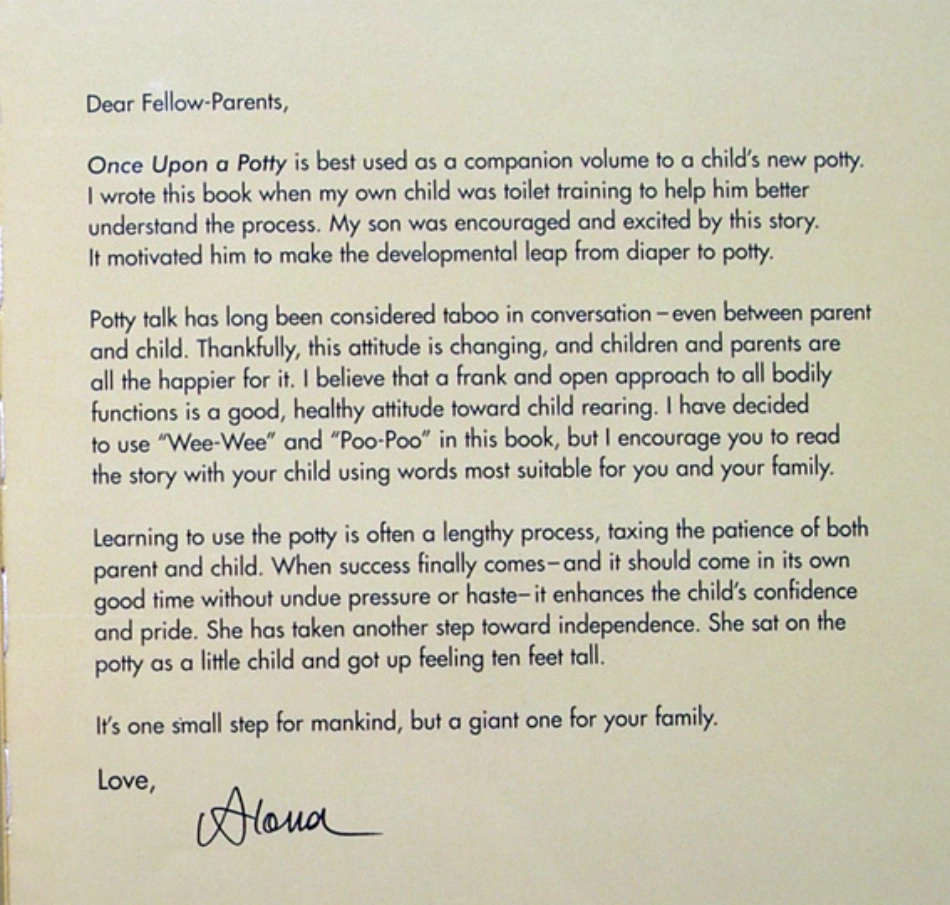 Dear Fellow-Parents,
Once Upon a Potty is best used as a companion volume to a child's new potty.
I wrote this book when my own child was toilet training to help him better
understand the process. My son was encouraged and excited by this story.
It motivated him to make the developmental leap from diaper to potty.
Potty talk has long been considered taboo in conversation – even between parent
and child. Thankfully, this attitude is changing, and children and parents are
all the happier for it. I believe that a frank and open approach to all bodily
functions is a good, healthy attitude toward child rearing. I have decided
to use "Wee-Wee" and "Poo-Poo" in this book, but I encourage you to read
the story with your child using words most suitable for you and your family.
Learning to use the potty is often a lengthy process, taxing the patience of both
parent and child. When success finally comes–and it should come in its own
good time without undue pressure or haste–it enhances the child's confidence
and pride. She has taken another step toward independence. She sat on the
potty as a little child and got up feeling ten feet tall.
It's one small step for mankind, but a giant one for your family.
Love,
Alona